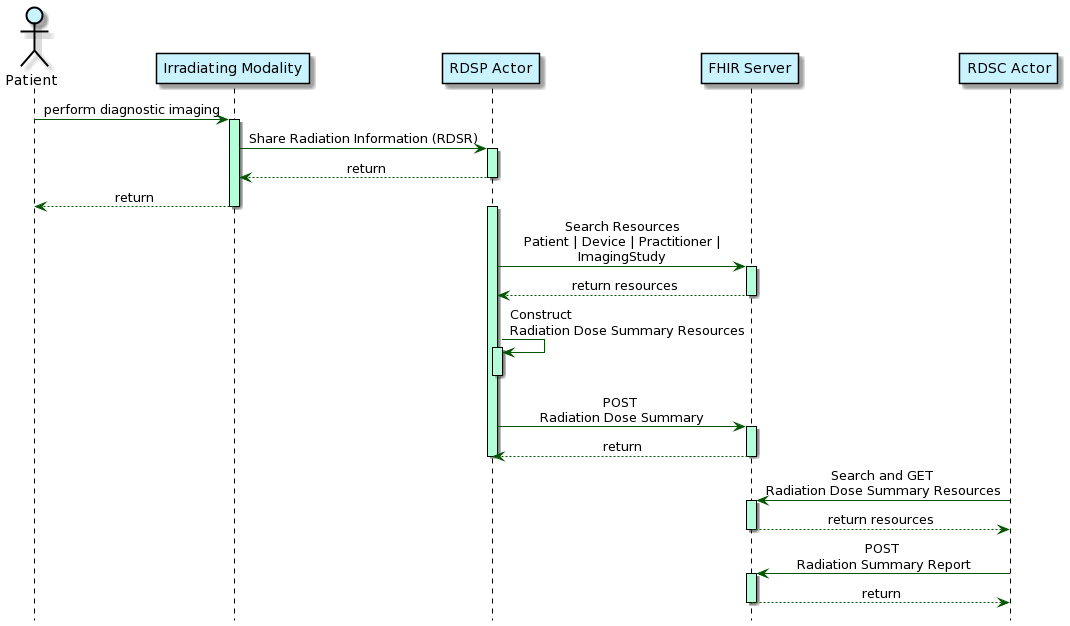 Patient
Irradiating Modality
RDSP Actor
FHIR Server
RDSC Actor
perform diagnostic imaging
Share Radiation Information (RDSR)
return
return
Search Resources
Patient | Device | Practitioner |
ImagingStudy
return resources
Construct
Radiation Dose Summary Resources
POST
Radiation Dose Summary
return
Search and GET
Radiation Dose Summary Resources
return resources
POST
Radiation Summary Report
return